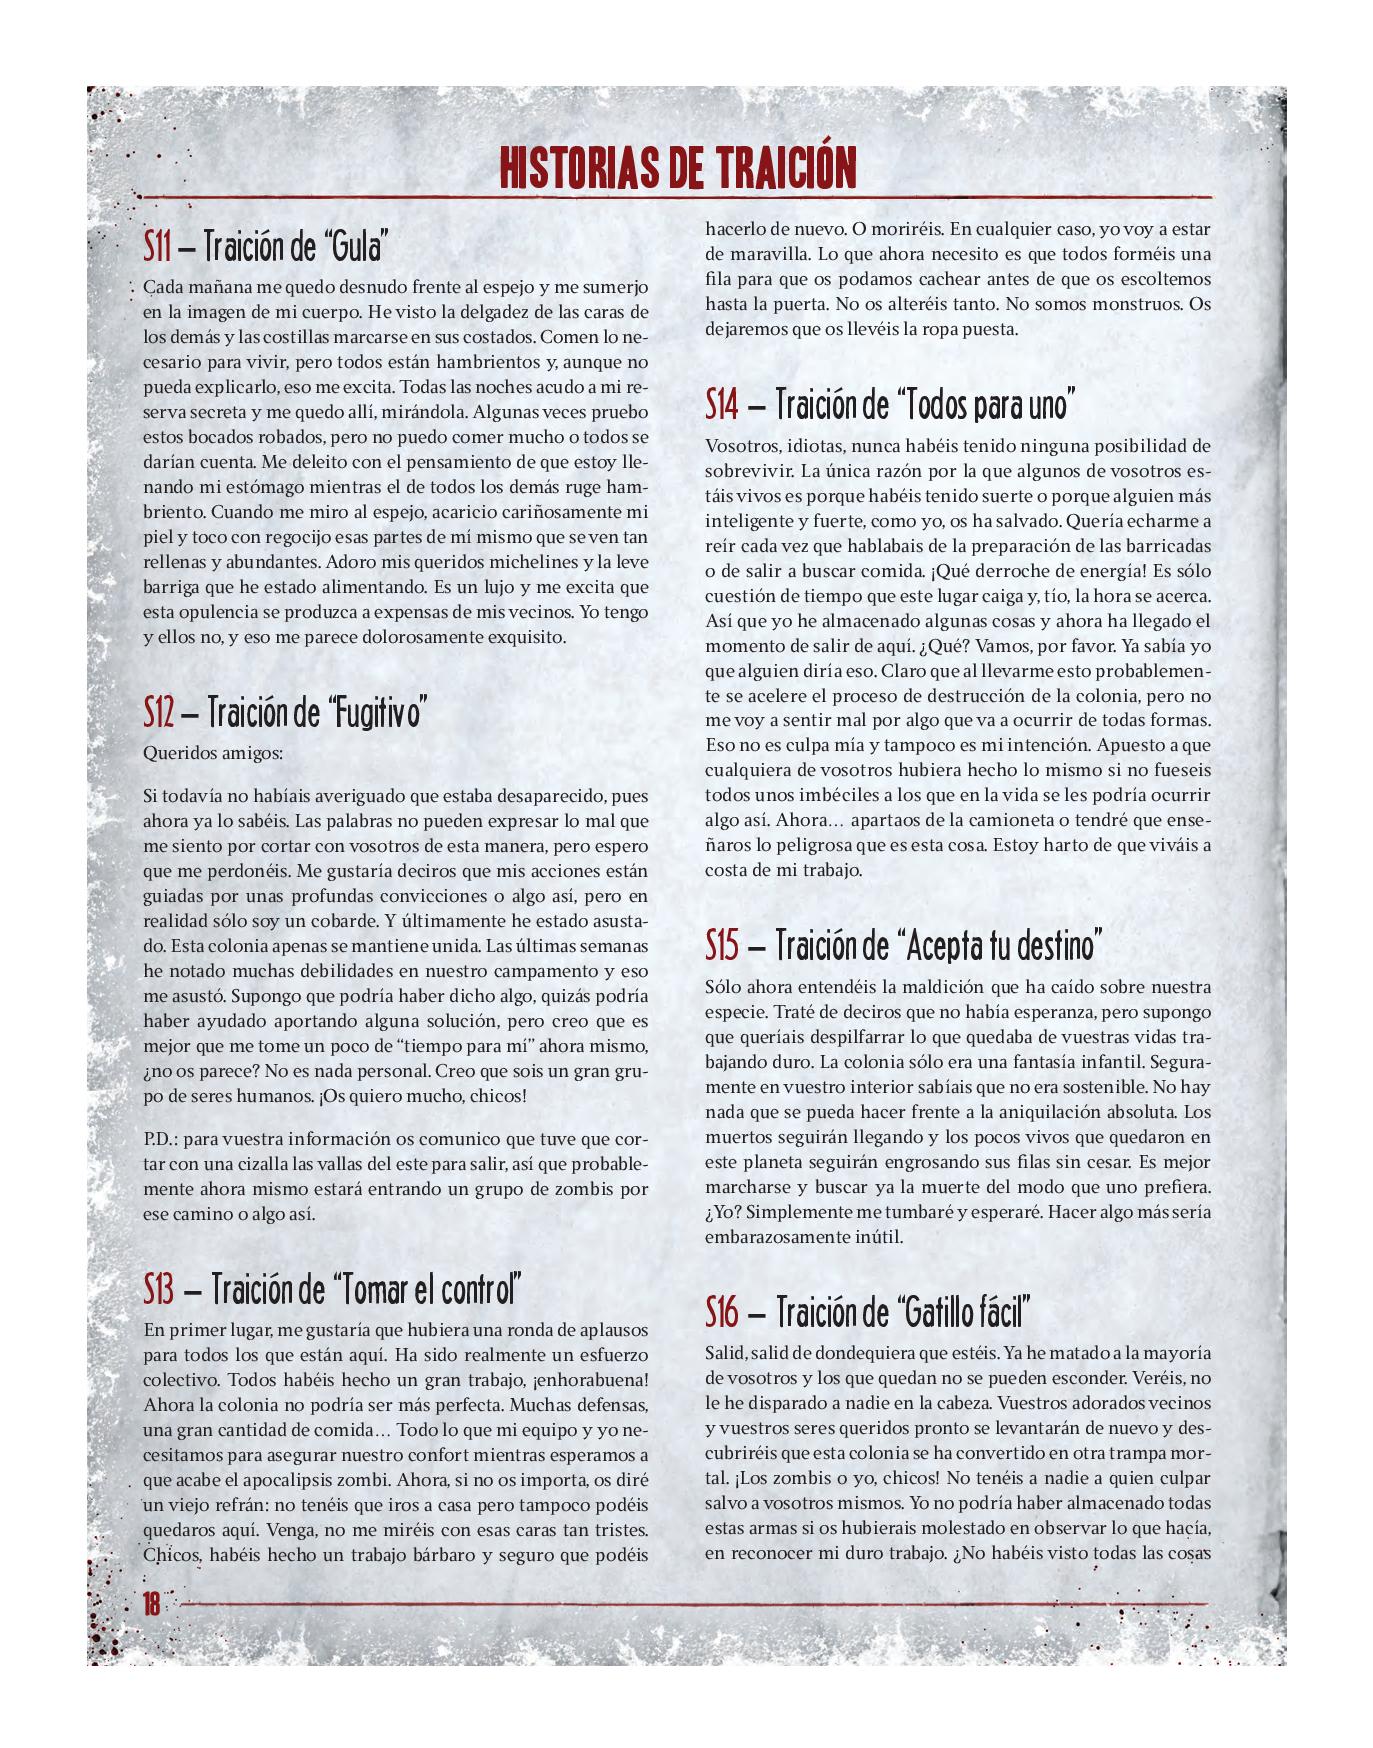 HISTORIAS DE TRAICIÓN
S11 – Traición de “Gula”
Cada mañana me quedo desnudo frente al espejo y me sumerjo
en la imagen de mi cuerpo. He visto la delgadez de las caras de
los demás y las costillas marcarse en sus costados. Comen lo ne-
cesario para vivir, pero todos están hambrientos y, aunque no
pueda explicarlo, eso me excita. Todas las noches acudo a mi re-
serva secreta y me quedo allí, mirándola. Algunas veces pruebo
estos bocados robados, pero no puedo comer mucho o todos se
darían cuenta. Me deleito con el pensamiento de que estoy lle-
nando mi estómago mientras el de todos los demás ruge ham-
briento. Cuando me miro al espejo, acaricio cariñosamente mi
piel y toco con regocijo esas partes de mí mismo que se ven tan
rellenas y abundantes. Adoro mis queridos michelines y la leve
barriga que he estado alimentando. Es un lujo y me excita que
esta opulencia se produzca a expensas de mis vecinos. Yo tengo
y ellos no, y eso me parece dolorosamente exquisito.
S12 – Traición de “Fugitivo”
Queridos amigos:
Si todavía no habíais averiguado que estaba desaparecido, pues
ahora ya lo sabéis. Las palabras no pueden expresar lo mal que
me siento por cortar con vosotros de esta manera, pero espero
que me perdonéis. Me gustaría deciros que mis acciones están
guiadas por unas profundas convicciones o algo así, pero en
realidad sólo soy un cobarde. Y últimamente he estado asusta-
do. Esta colonia apenas se mantiene unida. Las últimas semanas
he notado muchas debilidades en nuestro campamento y eso
me asustó. Supongo que podría haber dicho algo, quizás podría
haber ayudado aportando alguna solución, pero creo que es
mejor que me tome un poco de “tiempo para mí” ahora mismo,
¿no os parece? No es nada personal. Creo que sois un gran gru-
po de seres humanos. ¡Os quiero mucho, chicos!
P.D.: para vuestra información os comunico que tuve que cor-
tar con una cizalla las vallas del este para salir, así que probable-
mente ahora mismo estará entrando un grupo de zombis por
ese camino o algo así.
S13 – Traición de “Tomar el control”
En primer lugar, me gustaría que hubiera una ronda de aplausos
para todos los que están aquí. Ha sido realmente un esfuerzo
colectivo. Todos habéis hecho un gran trabajo, ¡enhorabuena!
Ahora la colonia no podría ser más perfecta. Muchas defensas,
una gran cantidad de comida… Todo lo que mi equipo y yo ne-
cesitamos para asegurar nuestro confort mientras esperamos a
que acabe el apocalipsis zombi. Ahora, si no os importa, os diré
un viejo refrán: no tenéis que iros a casa pero tampoco podéis
quedaros aquí. Venga, no me miréis con esas caras tan tristes.
Chicos, habéis hecho un trabajo bárbaro y seguro que podéis
hacerlo de nuevo. O moriréis. En cualquier caso, yo voy a estar
de maravilla. Lo que ahora necesito es que todos forméis una
fila para que os podamos cachear antes de que os escoltemos
hasta la puerta. No os alteréis tanto. No somos monstruos. Os
dejaremos que os llevéis la ropa puesta.
S14 – Traición de “Todos para uno”
Vosotros, idiotas, nunca habéis tenido ninguna posibilidad de
sobrevivir. La única razón por la que algunos de vosotros es-
táis vivos es porque habéis tenido suerte o porque alguien más
inteligente y fuerte, como yo, os ha salvado. Quería echarme a
reír cada vez que hablabais de la preparación de las barricadas
o de salir a buscar comida. ¡Qué derroche de energía! Es sólo
cuestión de tiempo que este lugar caiga y, tío, la hora se acerca.
Así que yo he almacenado algunas cosas y ahora ha llegado el
momento de salir de aquí. ¿Qué? Vamos, por favor. Ya sabía yo
que alguien diría eso. Claro que al llevarme esto probablemen-
te se acelere el proceso de destrucción de la colonia, pero no
me voy a sentir mal por algo que va a ocurrir de todas formas.
Eso no es culpa mía y tampoco es mi intención. Apuesto a que
cualquiera de vosotros hubiera hecho lo mismo si no fueseis
todos unos imbéciles a los que en la vida se les podría ocurrir
algo así. Ahora… apartaos de la camioneta o tendré que ense-
ñaros lo peligrosa que es esta cosa. Estoy harto de que viváis a
costa de mi trabajo.
S15 – Traición de “Acepta tu destino”
Sólo ahora entendéis la maldición que ha caído sobre nuestra
especie. Traté de deciros que no había esperanza, pero supongo
que queríais despilfarrar lo que quedaba de vuestras vidas tra-
bajando duro. La colonia sólo era una fantasía infantil. Segura-
mente en vuestro interior sabíais que no era sostenible. No hay
nada que se pueda hacer frente a la aniquilación absoluta. Los
muertos seguirán llegando y los pocos vivos que quedaron en
este planeta seguirán engrosando sus filas sin cesar. Es mejor
marcharse y buscar ya la muerte del modo que uno prefiera.
¿Yo? Simplemente me tumbaré y esperaré. Hacer algo más sería
embarazosamente inútil.
S16 – Traición de “Gatillo fácil”
Salid, salid de dondequiera que estéis. Ya he matado a la mayoría
de vosotros y los que quedan no se pueden esconder. Veréis, no
le he disparado a nadie en la cabeza. Vuestros adorados vecinos
y vuestros seres queridos pronto se levantarán de nuevo y des-
cubriréis que esta colonia se ha convertido en otra trampa mor-
tal. ¡Los zombis o yo, chicos! No tenéis a nadie a quien culpar
salvo a vosotros mismos. Yo no podría haber almacenado todas
estas armas si os hubierais molestado en observar lo que hacía,
en reconocer mi duro trabajo. ¿No habéis visto todas las cosas
18